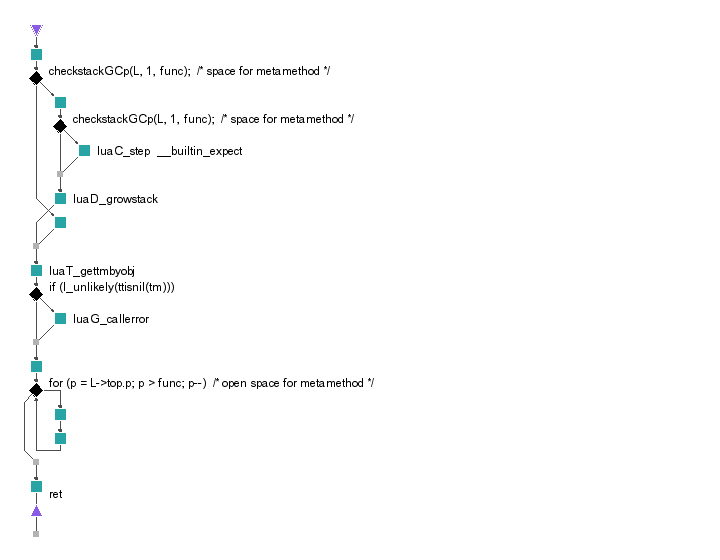 checkstackGCp(L, 1, func);  /* space for metamethod */
checkstackGCp(L, 1, func);  /* space for metamethod */
luaC_step  __builtin_expect
luaD_growstack
luaT_gettmbyobj
if (l_unlikely(ttisnil(tm)))
luaG_callerror
for (p = L->top.p; p > func; p--)  /* open space for metamethod */
ret